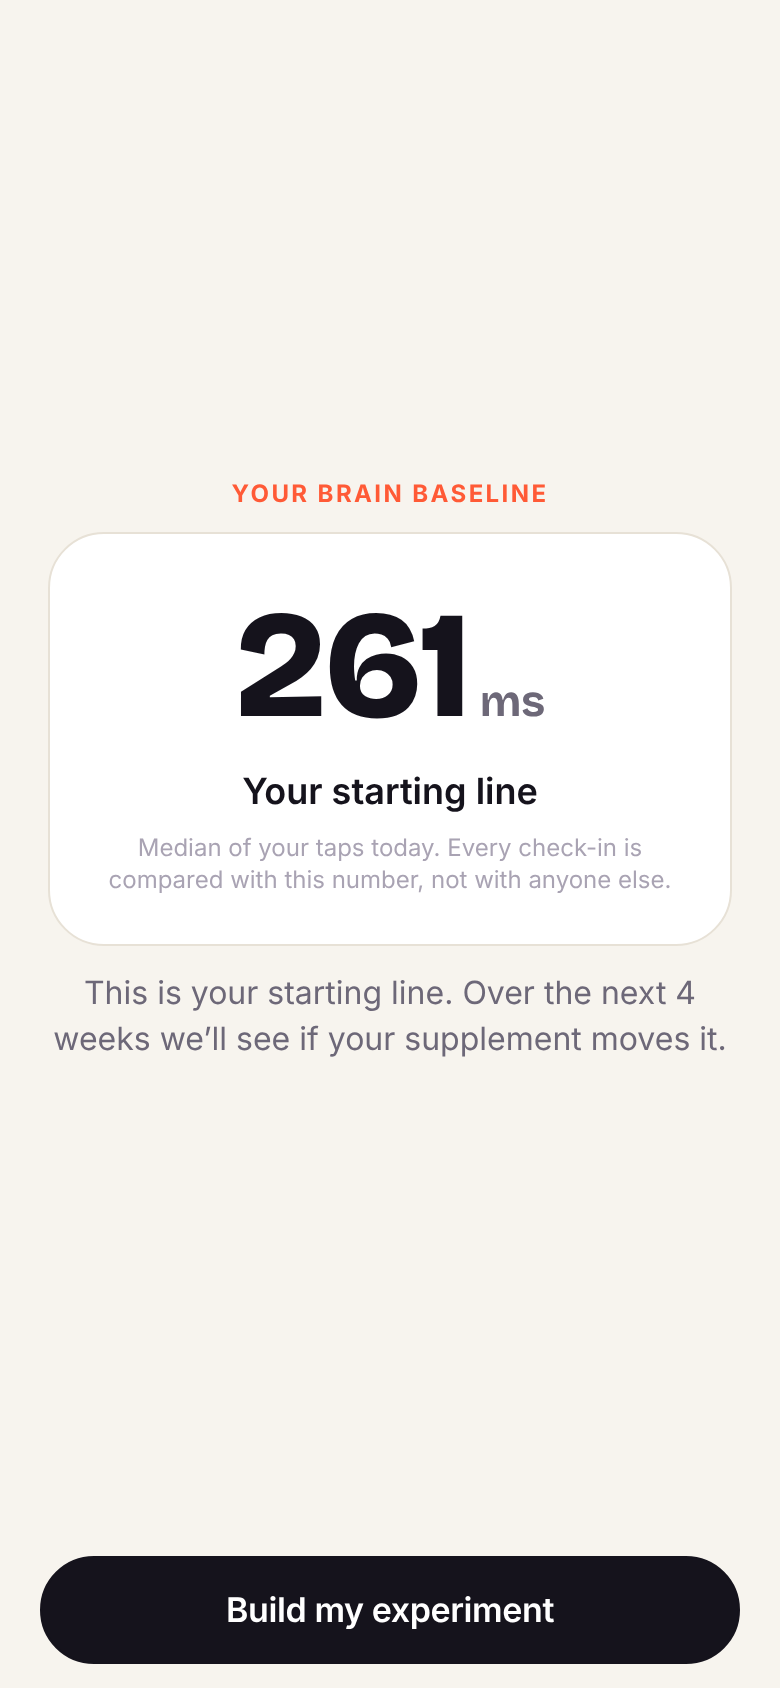 YOUR BRAIN BASELINE
261 ms
Your starting line
Median of your taps today. Every check-in is
compared with this number, not with anyone else.
This is your starting line. Over the next 4
weeks we’ll see if your supplement moves it.
Build my experiment